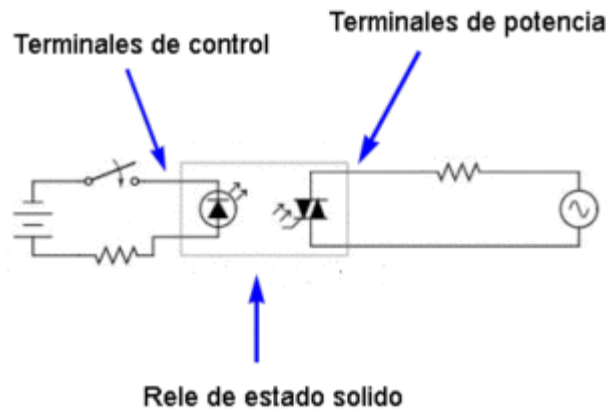 Terminales de potencia
Terminales de control
Rele de estado solido